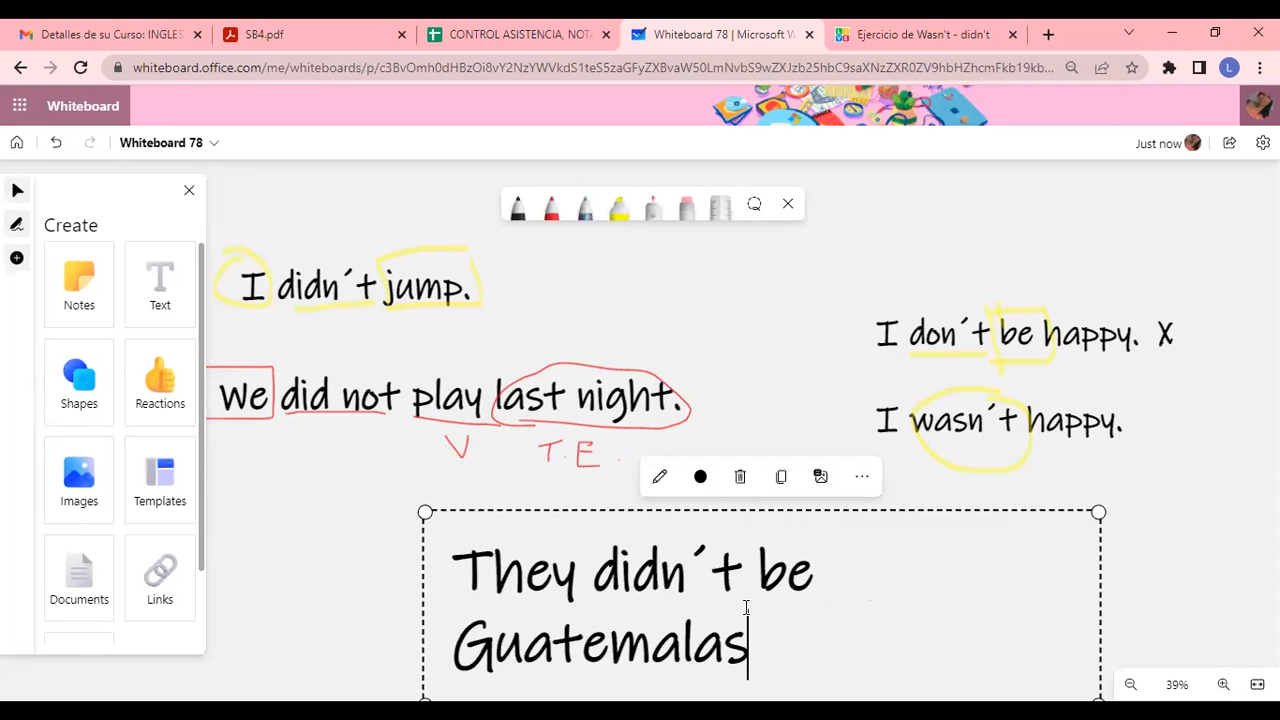 Detalles de su Curso: INGLES
SB4.pdf
CONTROL ASISTENCIA, NOTA
Whiteboard 78 | Microsoft W
Ejercicio de Wasn't - didn't
whiteboard.office.com/me/whiteboards/p/c3BvOmh0dHBzOi8vY2NzYWVkdS1teS5zaGFyZXBvaW50LmNvbS9wZXJzb25hbC9saXNzZXR0ZV9hbHZhcmFkb19kb...
L
Whiteboard
Whiteboard 78
Just now
Create
Notes
Text
Shapes
Reactions
Images
Templates
Documents
Links
I didn´t jump.
We did not play last night.
V T.E.
I don´t be happy. X
I wasn´t happy.
They didn´t be
Guatemalas
39%